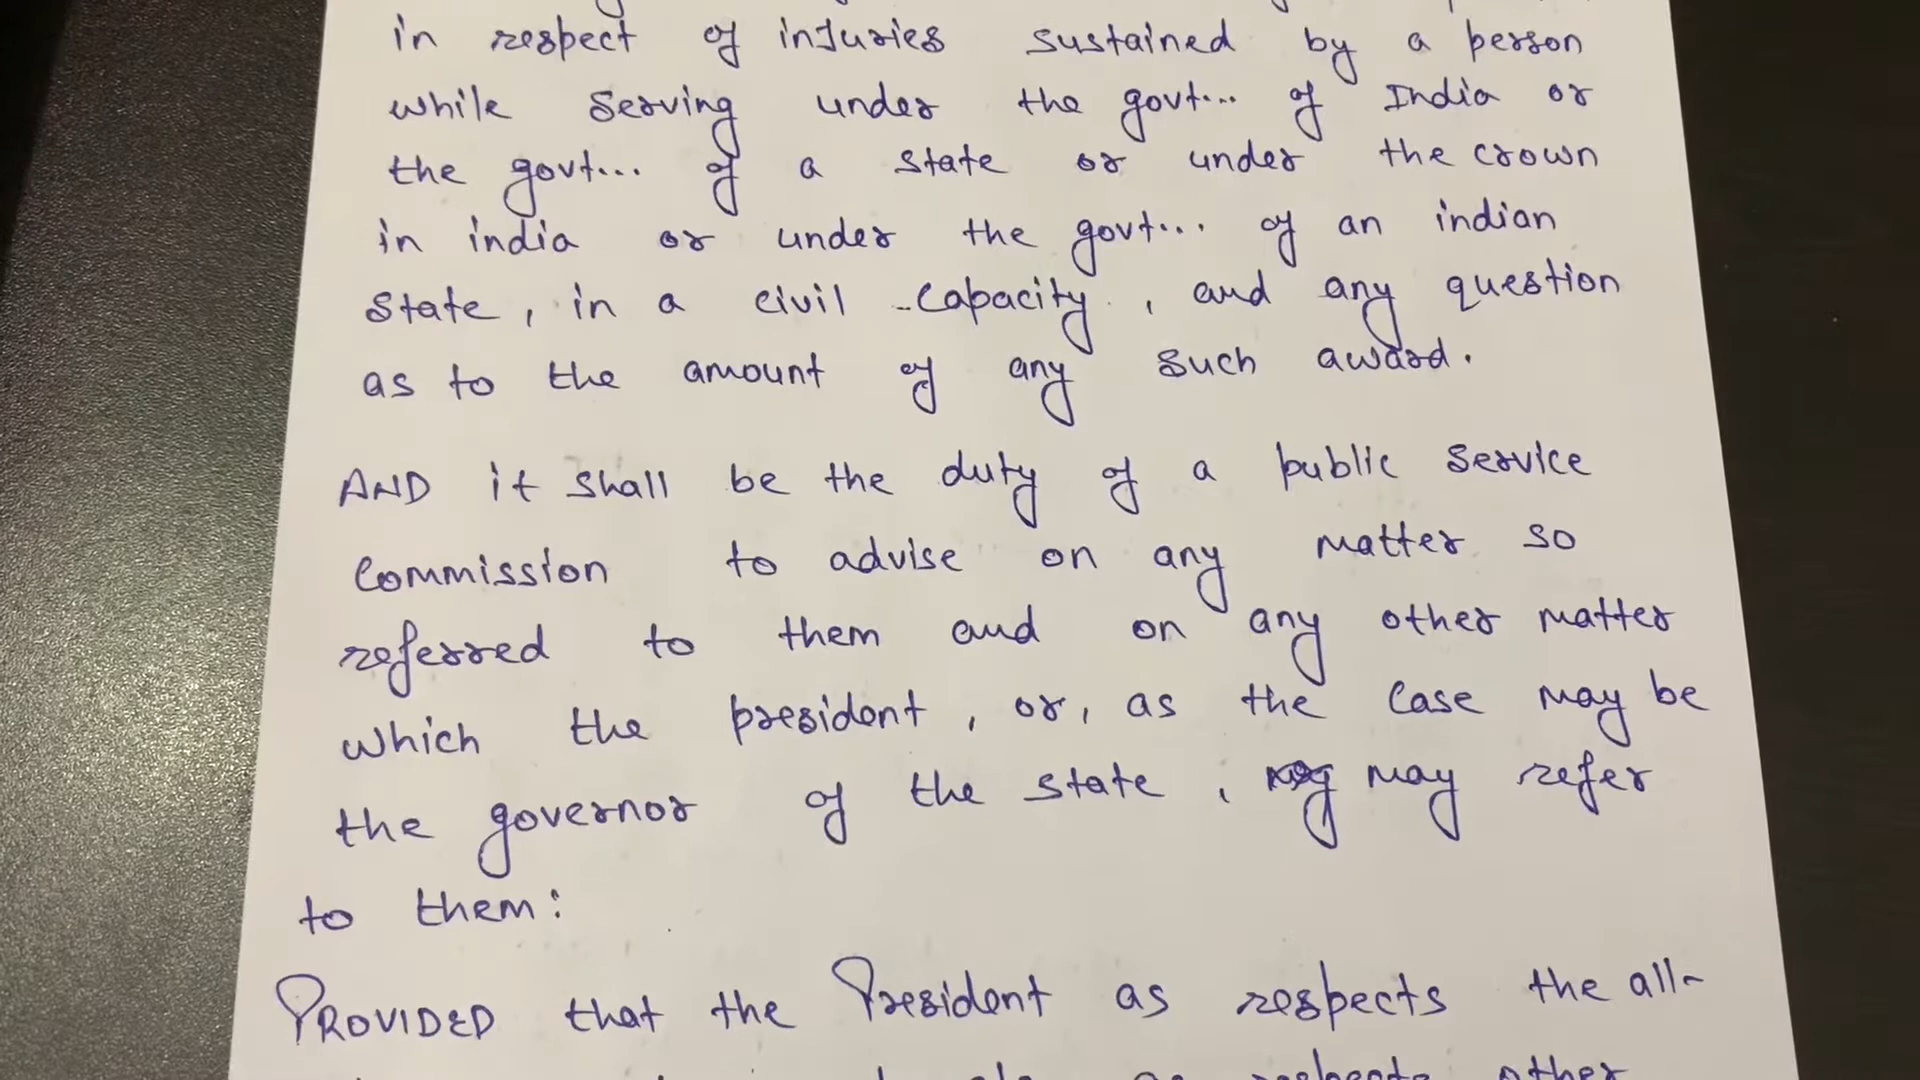 in respect of injuries sustained by a person
while serving under the govt... of India or
the govt... of a state or under the crown
in india or under the govt... of an indian
state, in a civil capacity, and any question
as to the amount of any such award.
AND it shall be the duty of a public service
commission to advise on any matter so
referred to them and on any other matter
which the president, or, as the case may be
the governor of the state, may refer
to them:
PROVIDED that the President as respects the all-
as respects other